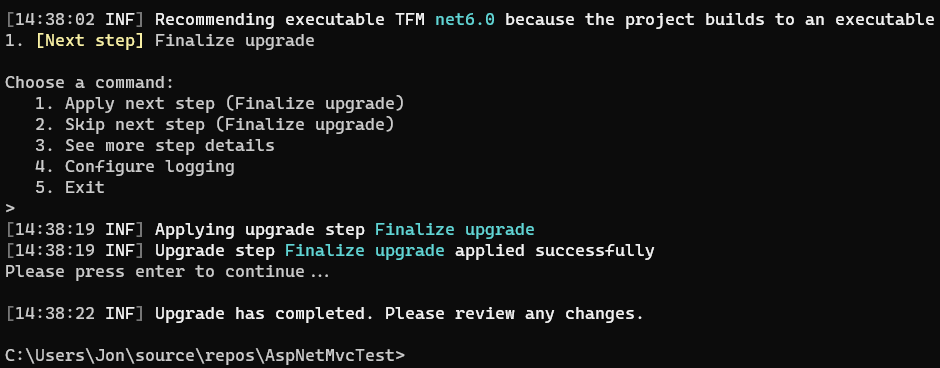 [14:38:02 INF] Recommending executable TFM net6.0 because the project builds to an executable
1. [Next step] Finalize upgrade
Choose a command:
1. Apply next step (Finalize upgrade)
2. Skip next step (Finalize upgrade)
3. See more step details
4. Configure logging
5. Exit
>
[14:38:19 INF] Applying upgrade step Finalize upgrade
[14:38:19 INF] Upgrade step Finalize upgrade applied successfully
Please press enter to continue...
[14:38:22 INF] Upgrade has completed. Please review any changes.
C:\Users\Jon\source\repos\AspNetMvcTest>